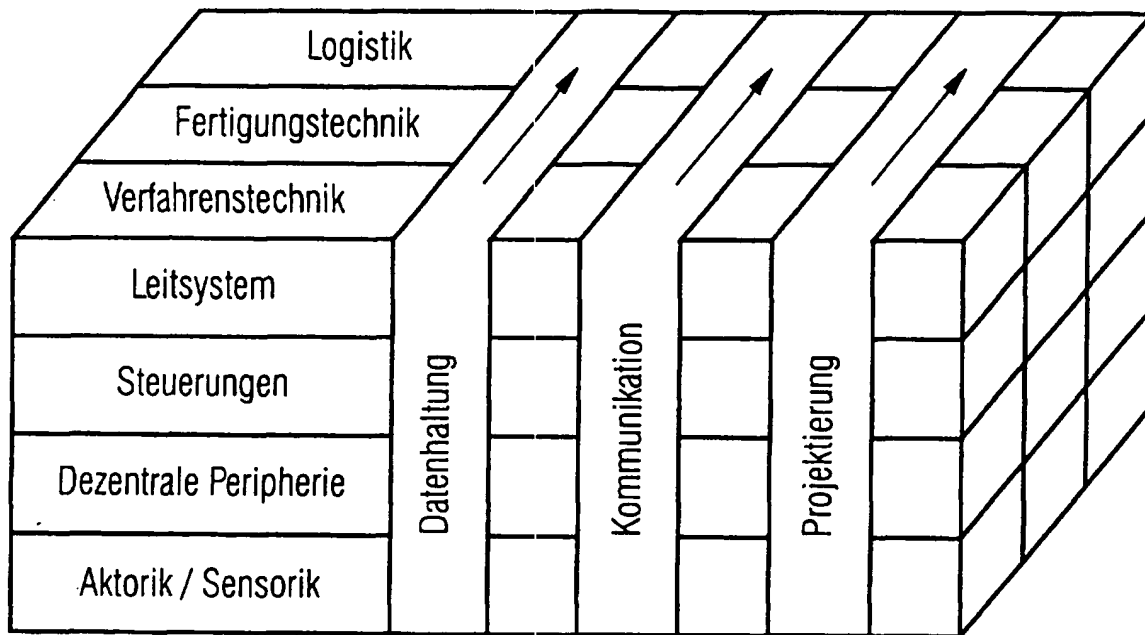 Logistik
Fertigungstechnik
Verfahrenstechnik
Leitsystem
Steuerungen
Dezentrale Peripherie
Aktorik / Sensorik
Datenhaltung
Kommunikation
Projektierung